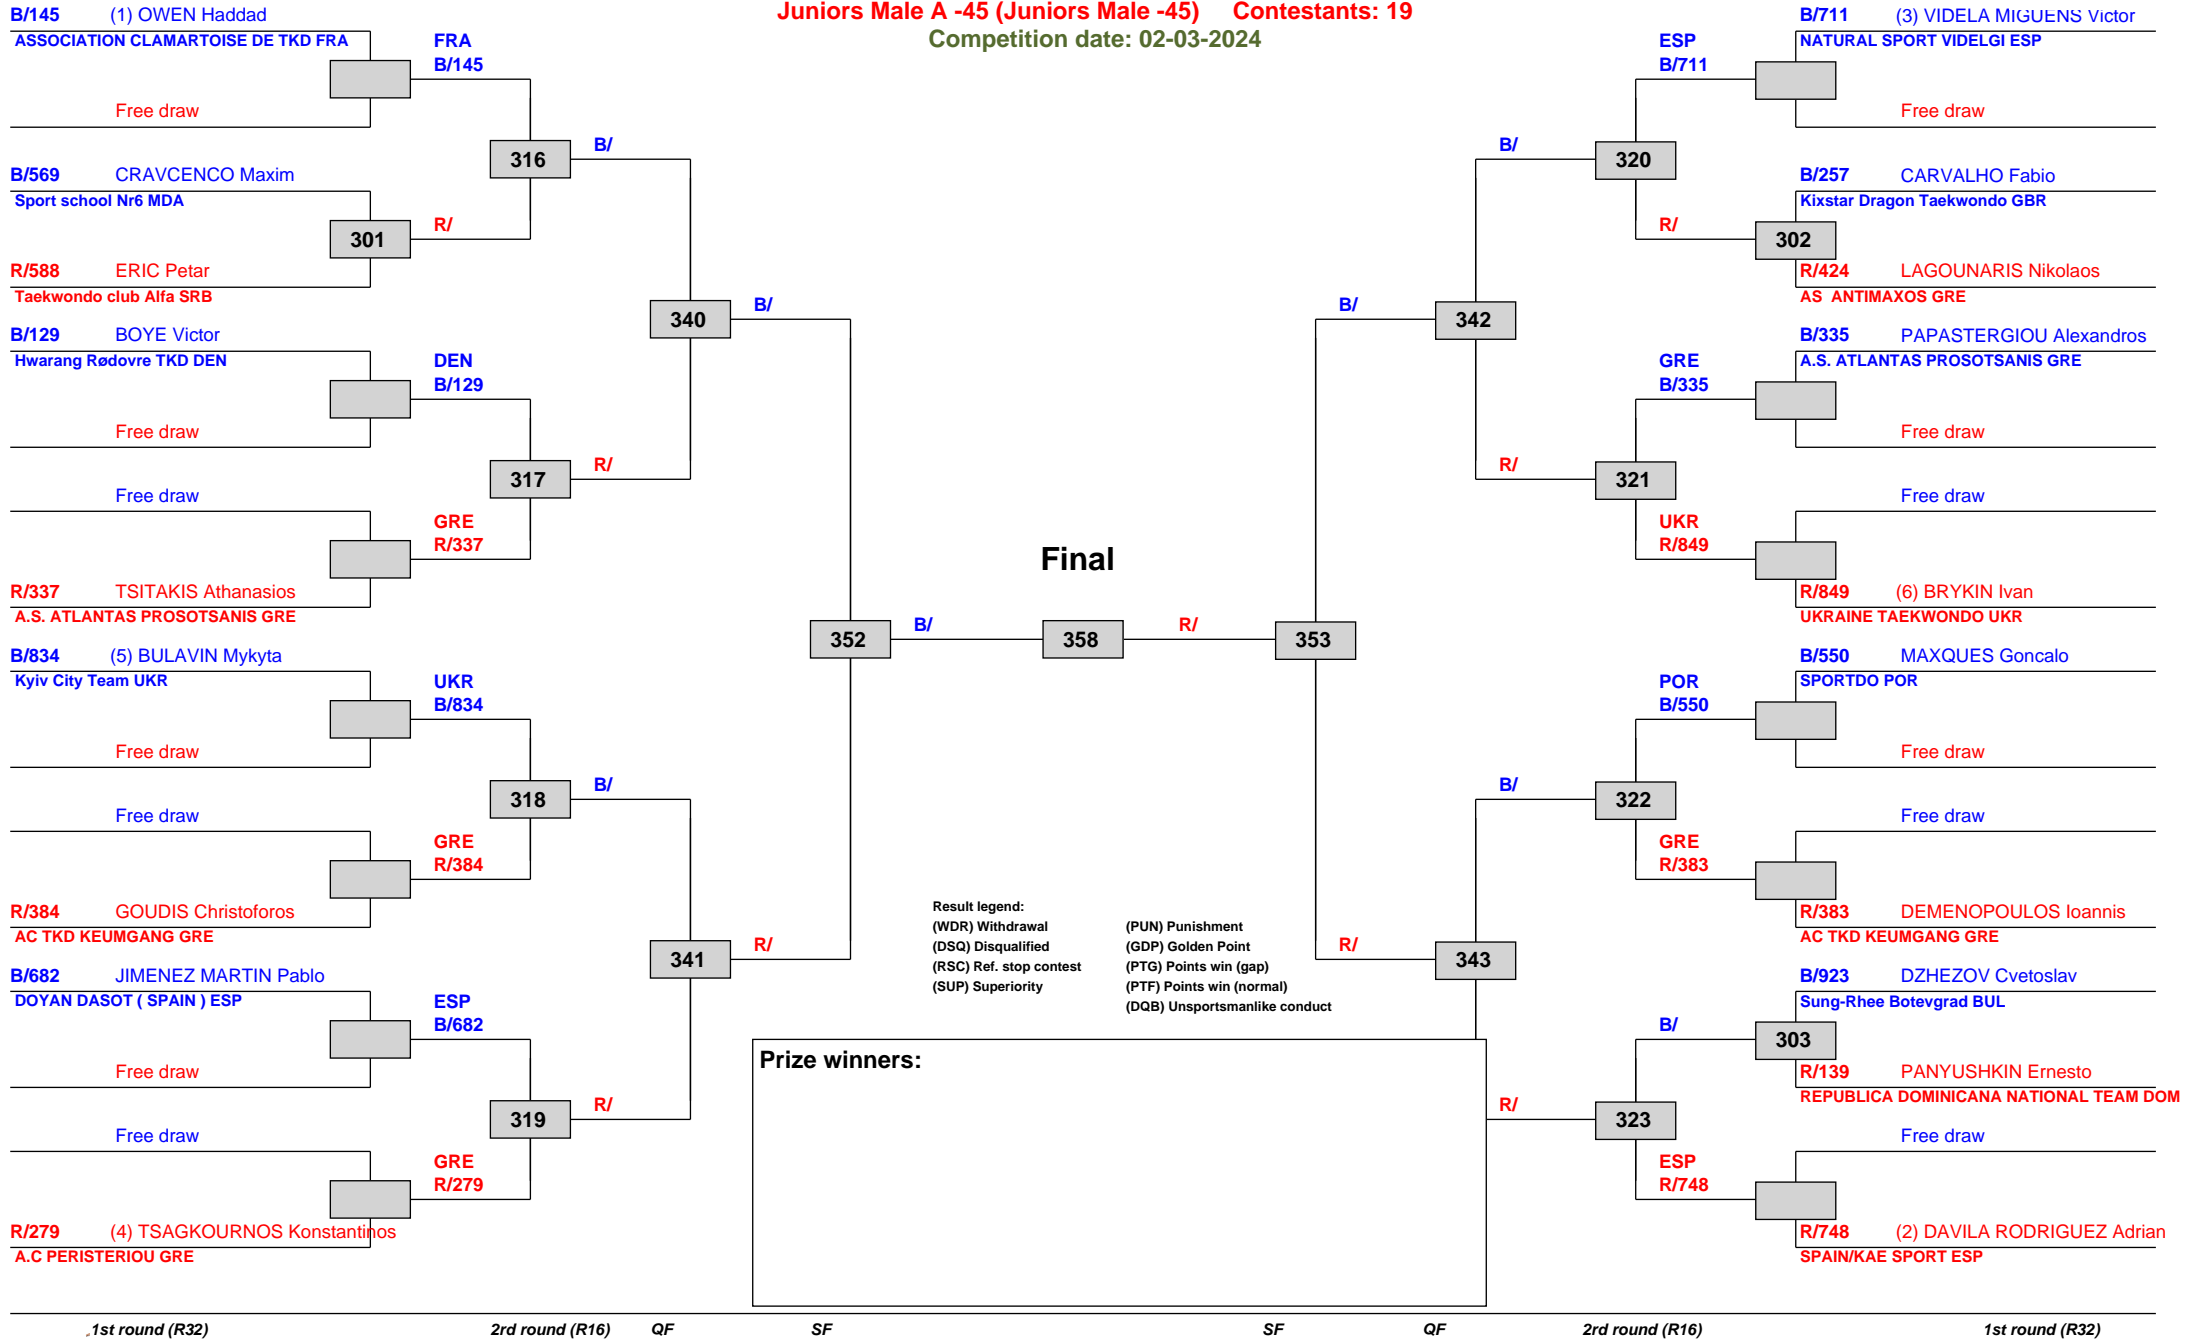 Juniors Male A -45 (Juniors Male -45) Contestants: 19
Competition date: 02-03-2024
B/145 (1) OWEN Haddad
ASSOCIATION CLAMARTOISE DE TKD FRA
Free draw
FRA
B/145
B/569 CRAVCENCO Maxim
Sport school Nr6 MDA
301
R/588 ERIC Petar
Taekwondo club Alfa SRB
R/
316
B/
B/129 BOYE Victor
Hwarang Rødovre TKD DEN
Free draw
DEN
B/129
Free draw
R/337 TSITAKIS Athanasios
A.S. ATLANTAS PROSOTSANIS GRE
GRE
R/337
317
R/
340
B/
B/834 (5) BULAVIN Mykyta
Kyiv City Team UKR
Free draw
UKR
B/834
Free draw
R/384 GOUDIS Christoforos
AC TKD KEUMGANG GRE
GRE
R/384
318
B/
B/682 JIMENEZ MARTIN Pablo
DOYAN DASOT ( SPAIN ) ESP
Free draw
ESP
B/682
Free draw
R/279 (4) TSAGKOURNOS Konstantinos
A.C PERISTERIOU GRE
GRE
R/279
319
R/
341
R/
352
B/
Final
358
R/
353
B/711 (3) VIDELA MIGUENS Victor
NATURAL SPORT VIDELGI ESP
Free draw
ESP
B/711
B/257 CARVALHO Fabio
Kixstar Dragon Taekwondo GBR
302
R/424 LAGOUNARIS Nikolaos
AS ANTIMAXOS GRE
R/
320
B/
B/335 PAPASTERGIOU Alexandros
A.S. ATLANTAS PROSOTSANIS GRE
Free draw
GRE
B/335
Free draw
R/849 (6) BRYKIN Ivan
UKRAINE TAEKWONDO UKR
UKR
R/849
321
R/
342
B/
B/550 MAXQUES Goncalo
SPORTDO POR
Free draw
POR
B/550
Free draw
R/383 DEMENOPOULOS Ioannis
AC TKD KEUMGANG GRE
GRE
R/383
322
B/
B/923 DZHEZOV Cvetoslav
Sung-Rhee Botevgrad BUL
303
R/139 PANYUSHKIN Ernesto
REPUBLICA DOMINICANA NATIONAL TEAM DOM
B/
Free draw
R/748 (2) DAVILA RODRIGUEZ Adrian
SPAIN/KAE SPORT ESP
ESP
R/748
323
R/
343
R/
Result legend:
(WDR) Withdrawal
(DSQ) Disqualified
(RSC) Ref. stop contest
(SUP) Superiority
(PUN) Punishment
(GDP) Golden Point
(PTG) Points win (gap)
(PTF) Points win (normal)
(DQB) Unsportsmanlike conduct
Prize winners:
1st round (R32) 2rd round (R16) QF SF SF QF 2rd round (R16) 1st round (R32)